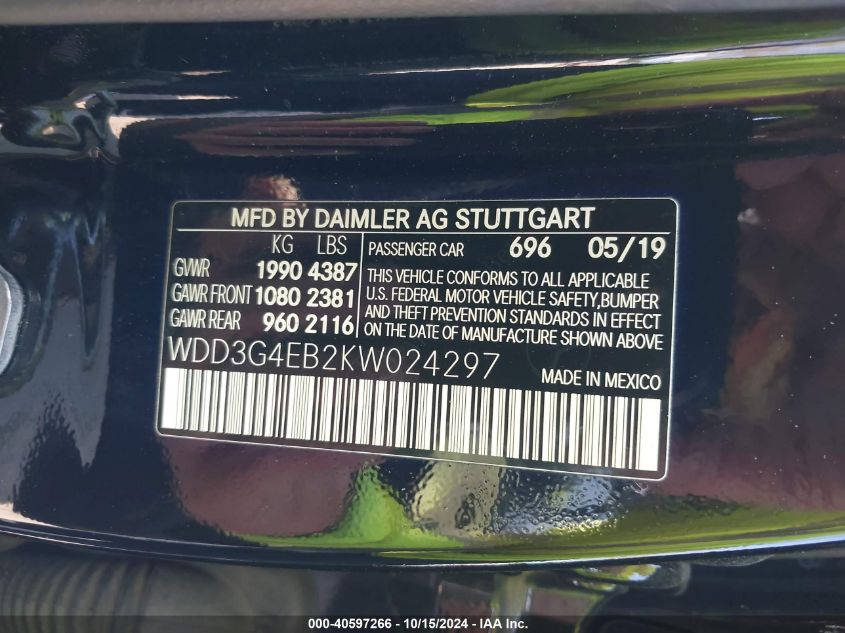 MFD BY DAIMLER AG STUTTGART
KG LBS
GVWR 1990 4387
GAWR FRONT 1080 2381
GAWR REAR 960 2116
PASSENGER CAR 696 05/19
THIS VEHICLE CONFORMS TO ALL APPLICABLE
U.S. FEDERAL MOTOR VEHICLE SAFETY,BUMPER
AND THEFT PREVENTION STANDARDS IN EFFECT
ON THE DATE OF MANUFACTURE SHOWN ABOVE
WDD3G4EB2KW024297
MADE IN MEXICO
000-40597266 - 10/15/2024 - IAA Inc.